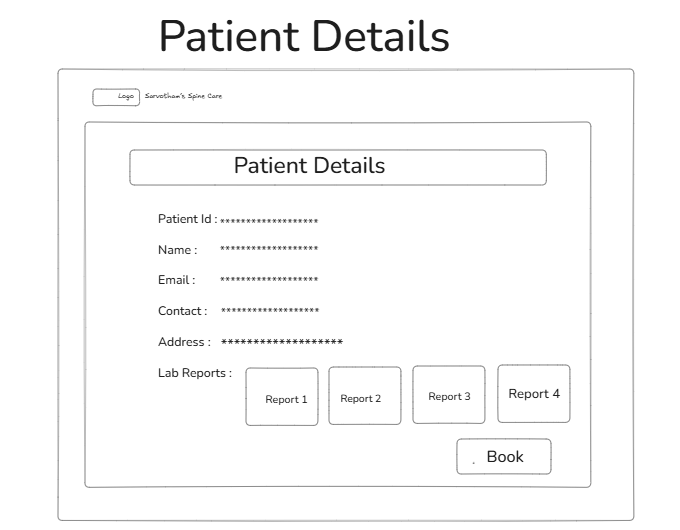 Patient Details
Logo Sarvotham's Spine Care
Patient Details
Patient Id : *******************
Name : *******************
Email : *******************
Contact : *******************
Address : *******************
Lab Reports :
Report 1 Report 2 Report 3 Report 4
. Book